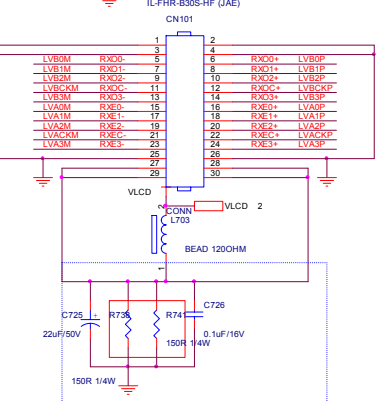 IL-FHR-B30S-HF (JAE)
CN101
1 2
3 4
LVB0M RXO0- 5 6 RXO0+ LVB0P
LVB1M RXO1- 7 8 RXO1+ LVB1P
LVB2M RXO2- 9 10 RXO2+ LVB2P
LVBCKM RXOC- 11 12 RXOC+ LVBCKP
LVB3M RXO3- 13 14 RXO3+ LVB3P
LVA0M RXE0- 15 16 RXE0+ LVA0P
LVA1M RXE1- 17 18 RXE1+ LVA1P
LVA2M RXE2- 19 20 RXE2+ LVA2P
LVACKM REC- 21 22 RXEC+ LVACKP
LVA3M RXE3- 23 24 RXE3+ LVA3P
25 26
27 28
29 30
VLCD
2 CONN VLCD 2
L703
BEAD 120OHM
1
C725 + R738 R741 C726
22uF/50V 0.1uF/16V
150R 1/4W
150R 1/4W